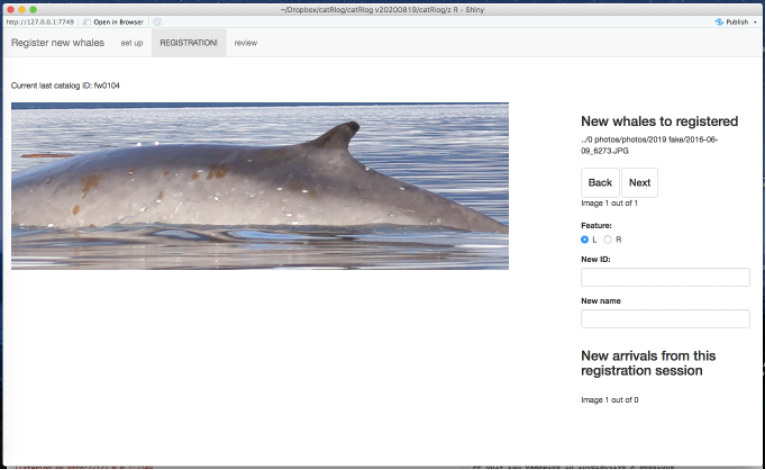 ~/Dropbox/catRlog/catRlog v20200819/catRlog/z R - Shiny
http://127.0.0.1:7749 Open in Browser Publish
Register new whales set up REGISTRATION! review
Current last catalog ID: fw0104
New whales to registered
../0 photos/photos/2019 fake/2016-06-
09_6273.JPG
Back Next
Image 1 out of 1
Feature:
L R
New ID:
New name
New arrivals from this
registration session
Image 1 out of 0